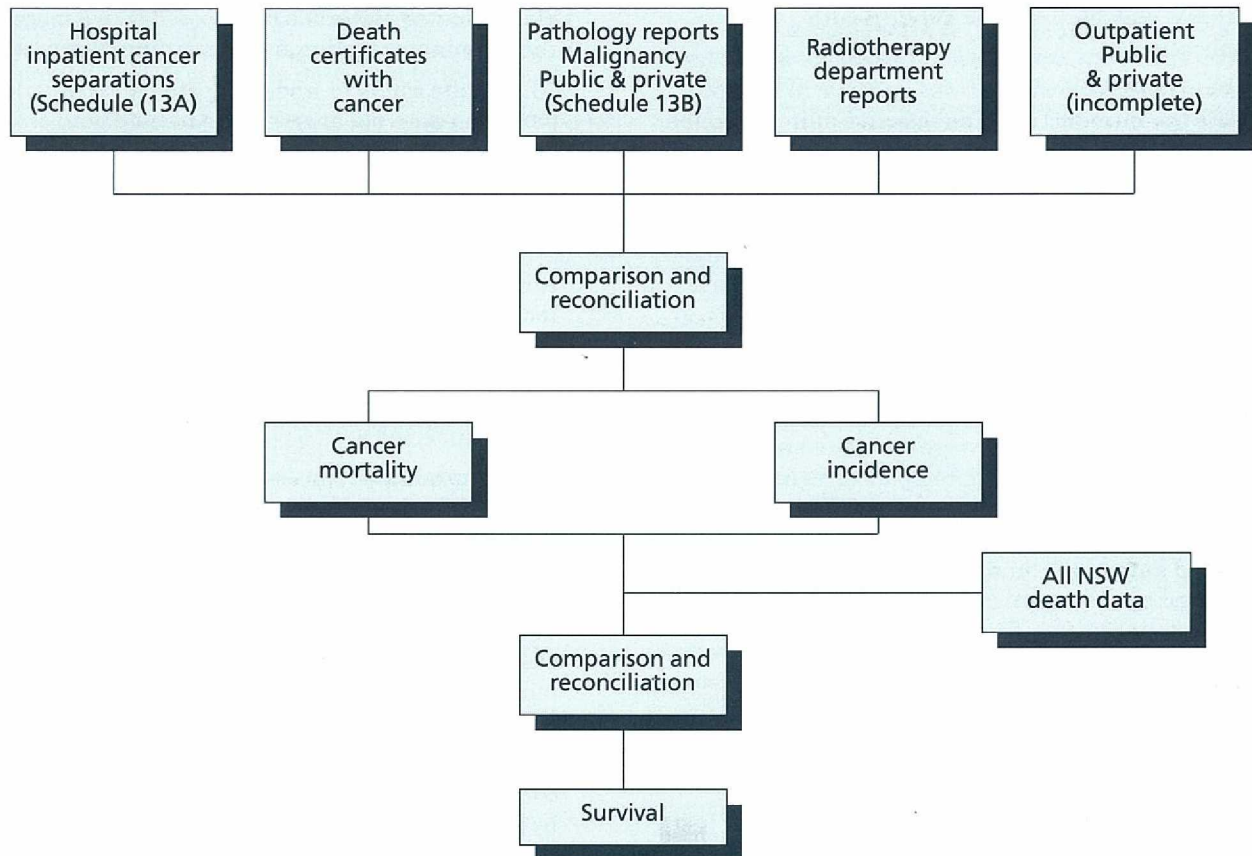 Hospital
inpatient cancer
separations
(Schedule (13A)
Death
certificates
with
cancer
Pathology reports
Malignancy
Public & private
(Schedule 13B)
Radiotherapy
department
reports
Outpatient
Public
& private
(incomplete)
Comparison and
reconciliation
Cancer
mortality
Cancer
incidence
All NSW
death data
Comparison and
reconciliation
Survival